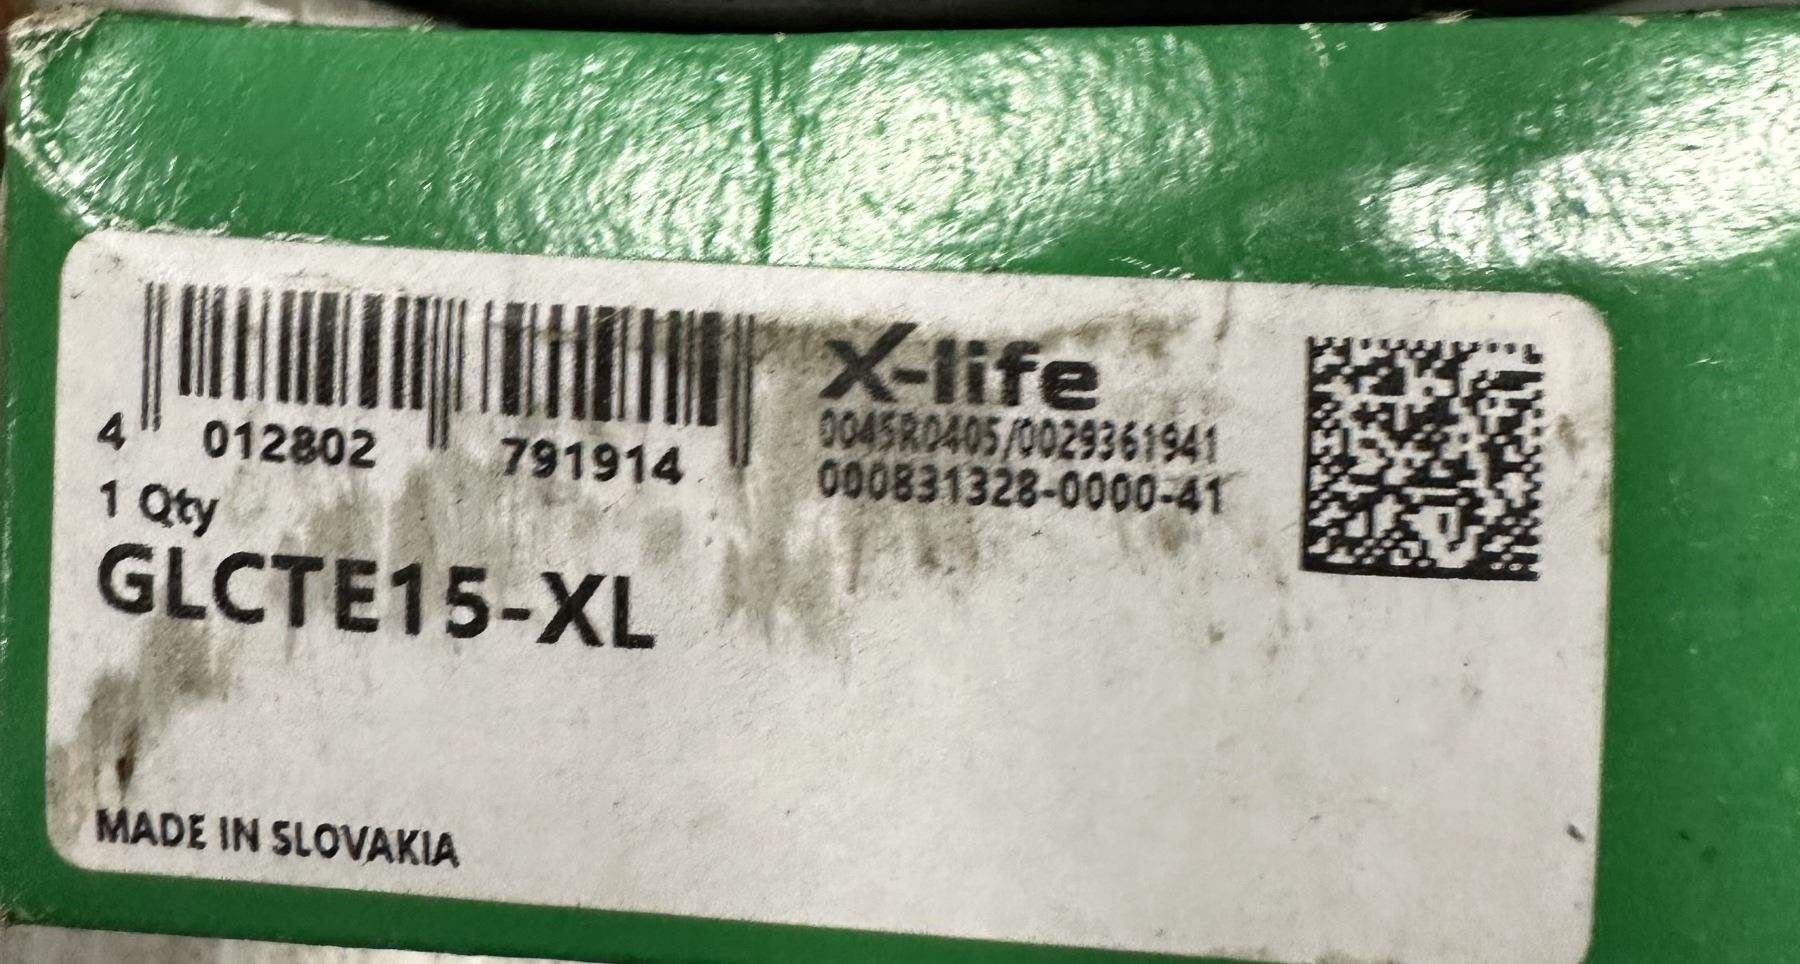 4 012802 791914
X-life
0045R0405/0029361941
000831328-0000-41
1 Qty
GLCTE15-XL
MADE IN SLOVAKIA